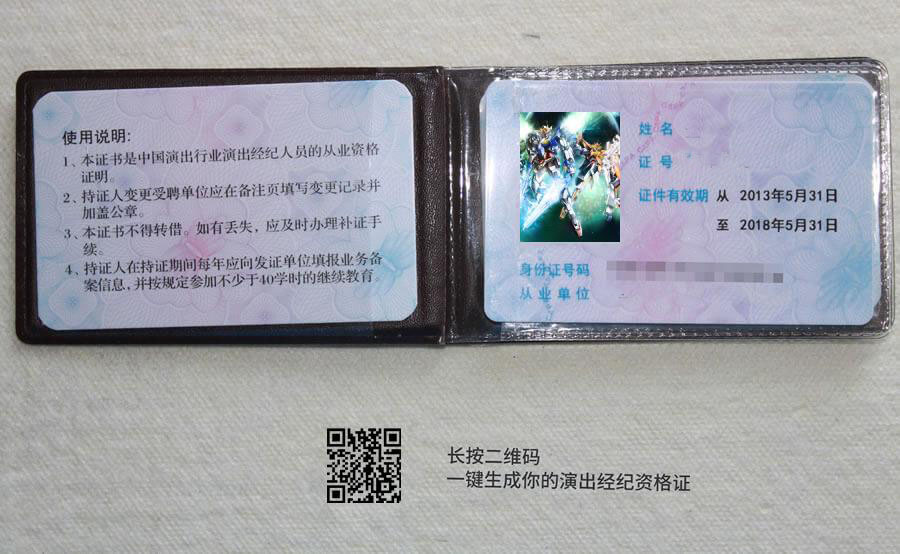 使用说明:
1、本证书是中国演出行业演出经纪人员的从业资格
证明。
2、持证人变更受聘单位应在备注页填写变更记录并
加盖公章。
3、本证书不得转借。如有丢失，应及时办理补证手
续。
4、持证人在持证期间每年应向发证单位填报业务备
案信息，并按规定参加不少于40学时的继续教育。
姓 名
证 号
证件有效期 从 2013年5月31日
至 2018年5月31日
身份证号码
从 业 单 位
长按二维码
一键生成你的演出经纪资格证